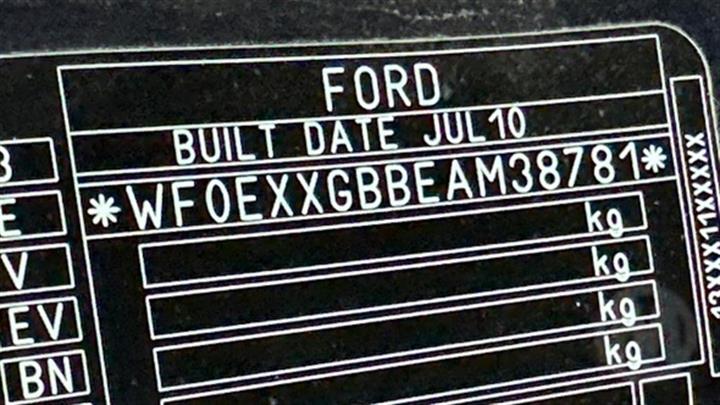 FORD
BUILT DATE JUL10
*WF0EXXGBBEAM38781*
kg
kg
kg
kg
E
V
EV
BN